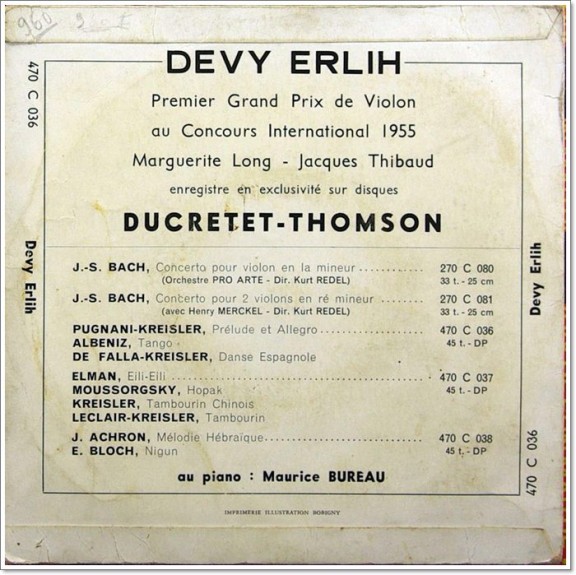 960
470 C 036
DEVY ERLIH
Premier Grand Prix de Violon
au Concours International 1955
Marguerite Long - Jacques Thibaud
enregistre en exclusivité sur disques
DUCRETET-THOMSON
Devy Erlih
Devy Erlih
J.-S. BACH, Concerto pour violon en la mineur .......... 270 C 080
(Orchestre PRO ARTE - Dir. Kurt REDEL) 33 t. - 25 cm
J.-S. BACH, Concerto pour 2 violons en ré mineur .......... 270 C 081
(avec Henry MERCKEL - Dir. Kurt REDEL) 33 t. - 25 cm
PUGNANI-KREISLER, Prélude et Allegro .......... 470 C 036
ALBENIZ, Tango 45 t. - DP
DE FALLA-KREISLER, Danse Espagnole
ELMAN, Eili-Eili .......... 470 C 037
MOUSSORGSKY, Hopak 45 t. - DP
KREISLER, Tambourin Chinois
LECLAIR-KREISLER, Tambourin
J. ACHRON, Mélodie Hébraïque .......... 470 C 038
E. BLOCH, Nigun 45 t. - DP
470 C 036
au piano : Maurice BUREAU
IMPRIMERIE ILLUSTRATION BOBIGNY